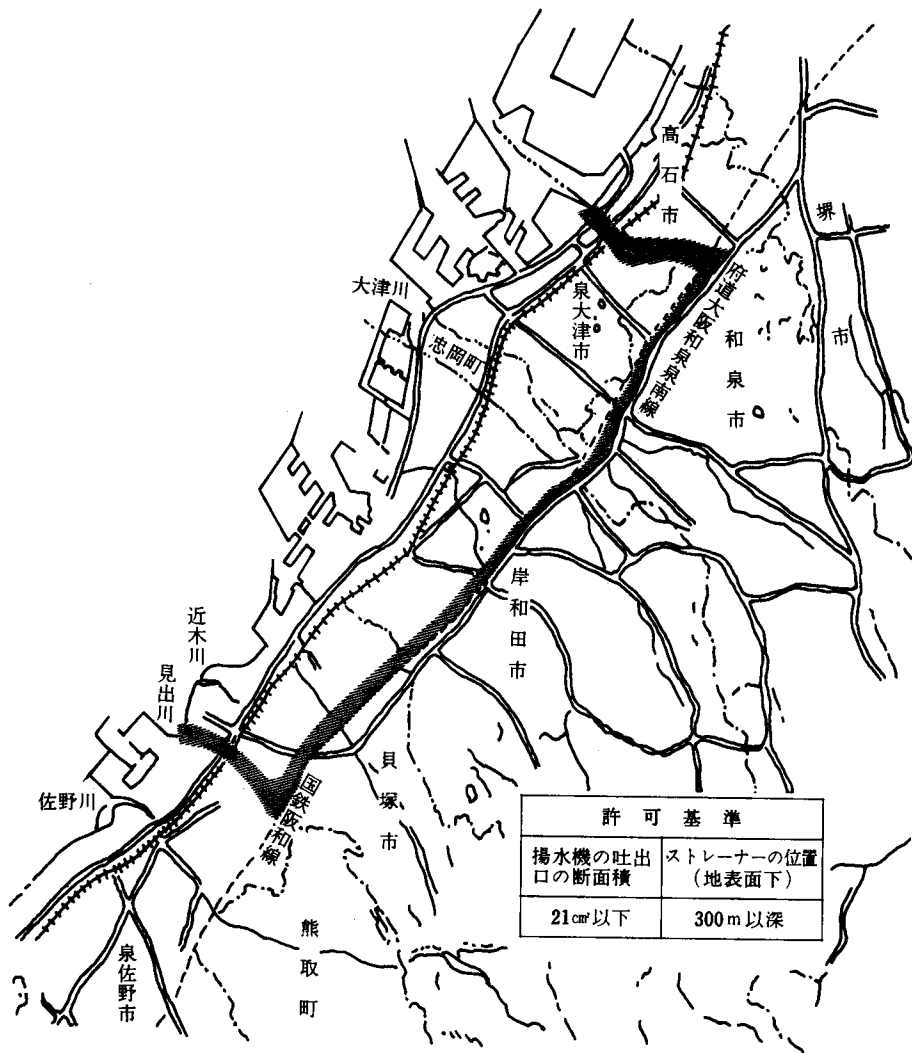 高石市
堺市
大津川
泉大津市
府道大阪和泉泉南線
和泉市
忠岡町
岸和田市
近木川
見出川
貝塚市
国鉄阪和線
佐野川
熊取町
泉佐野市
許可基準
揚水機の吐出口の断面積
ストレーナーの位置(地表面下)
21㎠以下
300m以深